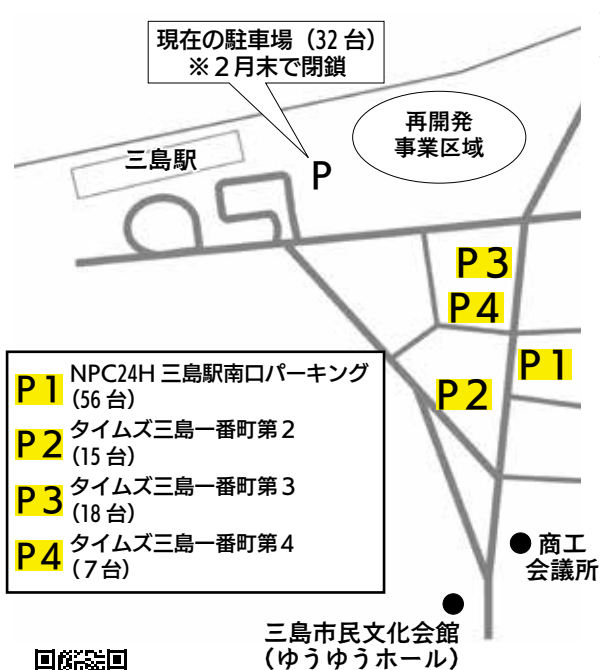 現在の駐車場（32 台）
※２月末で閉鎖
再開発
事業区域
三島駅
P
P3
P4
P1
P2
P1 NPC24H 三島駅南口パーキング
（56 台）
P2 タイムズ三島一番町第２
（15 台）
P3 タイムズ三島一番町第３
（18 台）
P4 タイムズ三島一番町第４
（７台）
商工
会議所
三島市民文化会館
（ゆうゆうホール）